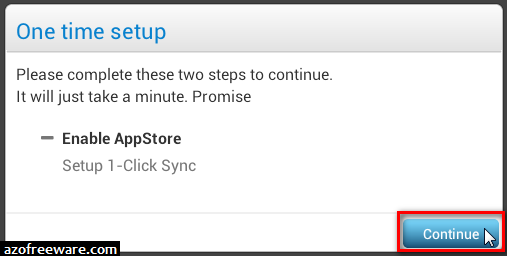 One time setup
Please complete these two steps to continue.
It will just take a minute. Promise
Enable AppStore
Setup 1-Click Sync
Continue
azofreeware.com